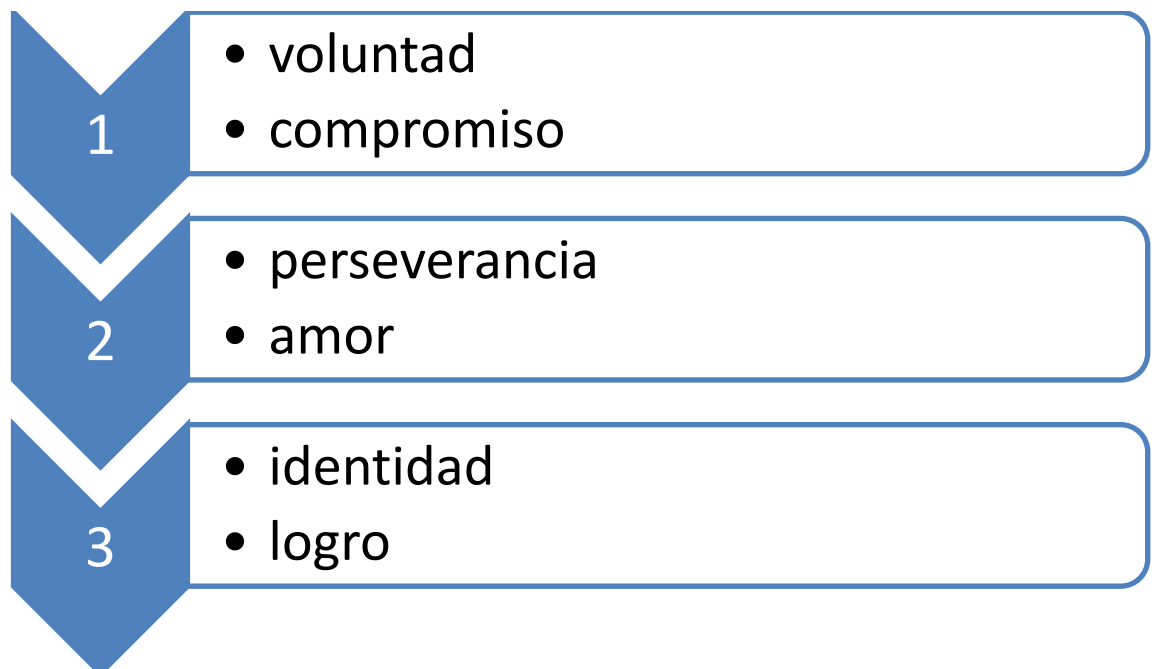 1
• voluntad
• compromiso
2
• perseverancia
• amor
3
• identidad
• logro